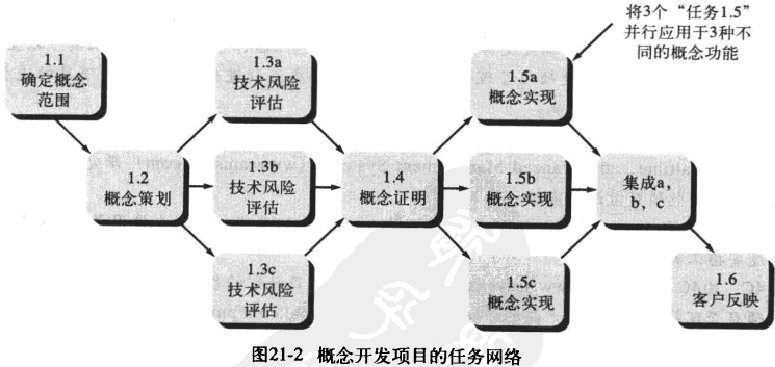 将3个“任务1.5”
并行应用于3种不
同的概念功能
1.1
确定概念
范围
1.3a
技术风险
评估
1.5a
概念实现
1.2
概念策划
1.3b
技术风险
评估
1.4
概念证明
1.5b
概念实现
集成a，
b，c
1.3c
技术风险
评估
1.5c
概念实现
1.6
客户反映
图21-2 概念开发项目的任务网络